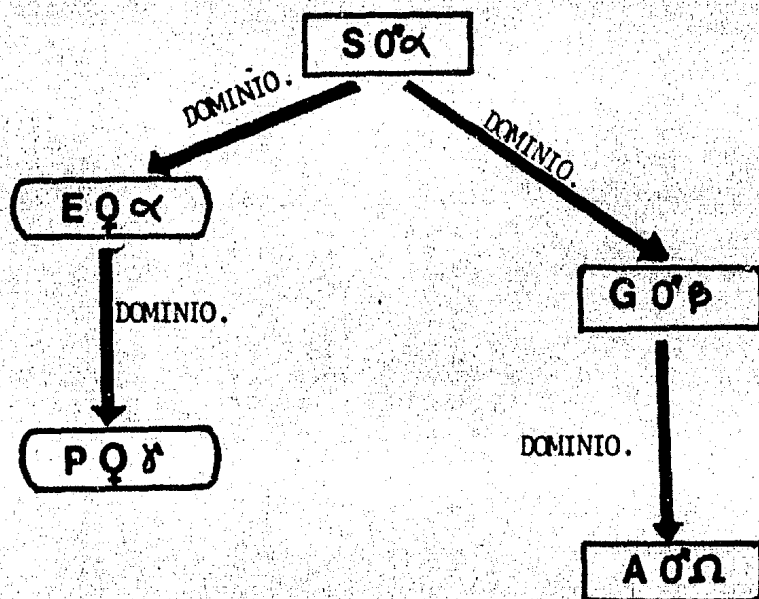 S ♂ α
DOMINIO.
DOMINIO.
E ♀ α
G ♂ β
DOMINIO.
DOMINIO.
P ♀ γ
A ♂ Ω